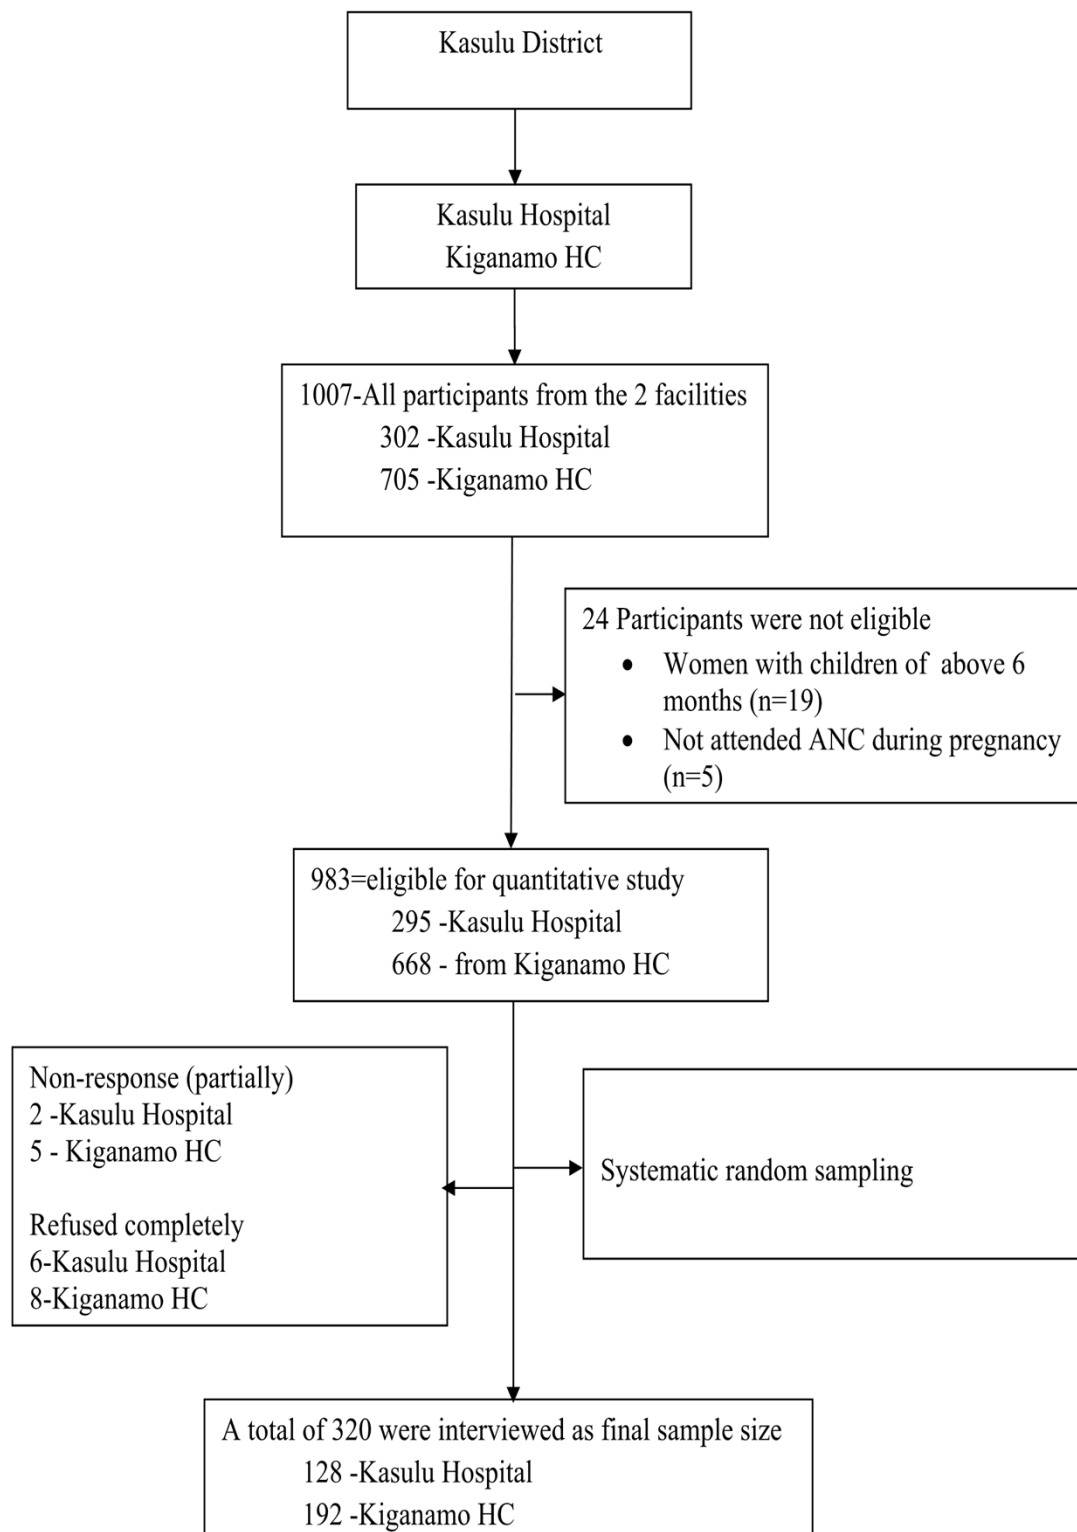 Kasulu District
Kasulu Hospital
Kiganamo HC
1007-All participants from the 2 facilities
302 -Kasulu Hospital
705 -Kiganamo HC
24 Participants were not eligible
• Women with children of above 6
months (n=19)
• Not attended ANC during pregnancy
(n=5)
983=eligible for quantitative study
295 -Kasulu Hospital
668 - from Kiganamo HC
Non-response (partially)
2 -Kasulu Hospital
5 - Kiganamo HC
Refused completely
6-Kasulu Hospital
8-Kiganamo HC
Systematic random sampling
A total of 320 were interviewed as final sample size
128 -Kasulu Hospital
192 -Kiganamo HC